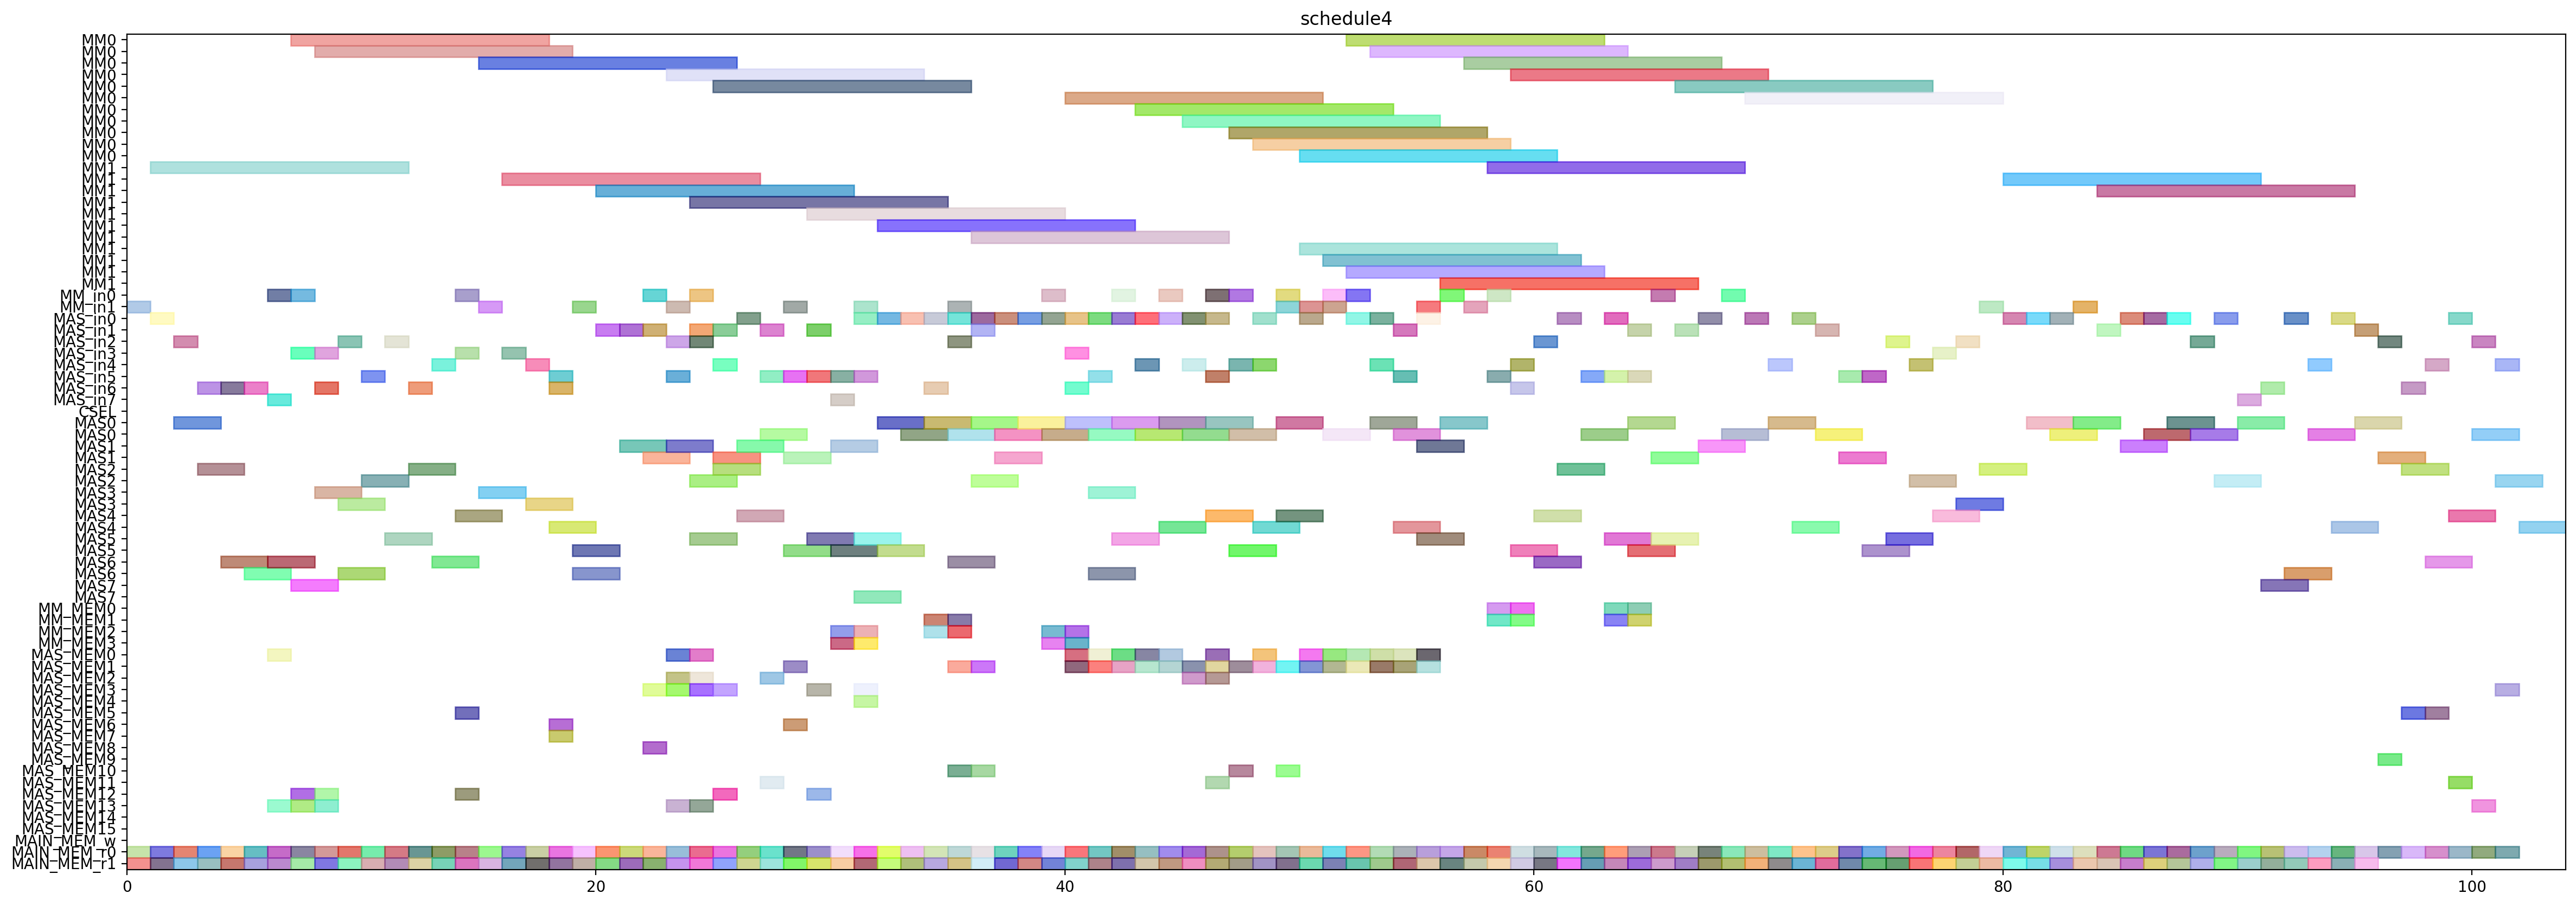 schedule4
MM0
MM0
MM0
MM0
MM0
MM0
MM0
MM0
MM0
MM0
MM0
MM1
MM1
MM1
MM1
MM1
MM1
MM1
MM1
MM1
MM1
MM1
MM_in0
MM_in1
MAS_in0
MAS_in1
MAS_in2
MAS_in3
MAS_in4
MAS_in5
MAS_in6
MAS_in7
CSEL
MAS0
MAS0
MAS1
MAS1
MAS2
MAS2
MAS3
MAS3
MAS4
MAS4
MAS5
MAS5
MAS6
MAS6
MAS7
MAS7
MM_MEM0
MM_MEM1
MM_MEM2
MM_MEM3
MAS_MEM0
MAS_MEM1
MAS_MEM2
MAS_MEM3
MAS_MEM4
MAS_MEM5
MAS_MEM6
MAS_MEM7
MAS_MEM8
MAS_MEM9
MAS_MEM10
MAS_MEM11
MAS_MEM12
MAS_MEM13
MAS_MEM14
MAS_MEM15
MAIN_MEM_w
MAIN_MEM_r0
MAIN_MEM_r1
0 20 40 60 80 100